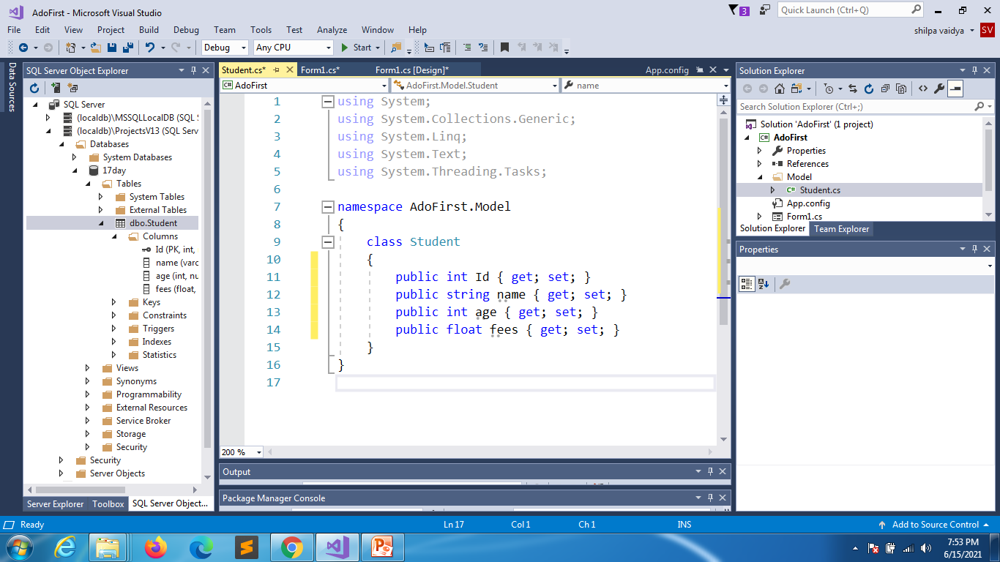 AdoFirst - Microsoft Visual Studio
3
Quick Launch (Ctrl+Q)
File Edit View Project Build Debug Team Tools Test Analyze Window Help
shilpa vaidya SV
Debug Any CPU Start
Data Sources
SQL Server Object Explorer
SQL Server
(localdb)\MSSQLLocalDB (SQL
(localdb)\ProjectsV13 (SQL Serv
Databases
System Databases
17day
Tables
System Tables
External Tables
dbo.Student
Columns
Id (PK, int,
name (varc
age (int, nu
fees (float,
Keys
Constraints
Triggers
Indexes
Statistics
Views
Synonyms
Programmability
External Resources
Service Broker
Storage
Security
Security
Server Objects
Server Explorer Toolbox SQL Server Object...
Student.cs* Form1.cs* Form1.cs [Design]* App.config
AdoFirst AdoFirst.Model.Student name
1 using System;
2 using System.Collections.Generic;
3 using System.Linq;
4 using System.Text;
5 using System.Threading.Tasks;
6
7 namespace AdoFirst.Model
8 {
9 class Student
10 {
11 public int Id { get; set; }
12 public string name { get; set; }
13 public int age { get; set; }
14 public float fees { get; set; }
15 }
16 }
17
200 %
Output
Package Manager Console
Solution Explorer
Search Solution Explorer (Ctrl+;)
Solution 'AdoFirst' (1 project)
C# AdoFirst
Properties
References
Model
C# Student.cs
App.config
Form1.cs
Solution Explorer Team Explorer
Properties
Ready Ln 17 Col 1 Ch 1 INS Add to Source Control
7:53 PM
6/15/2021